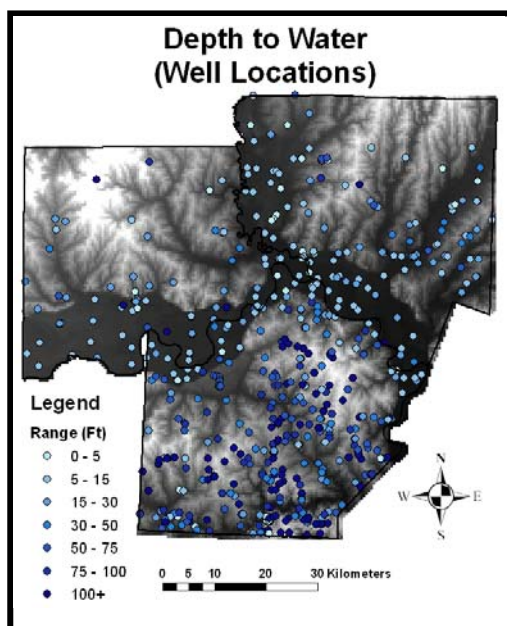 Depth to Water
(Well Locations)
Legend
Range (Ft)
0 - 5
5 - 15
15 - 30
30 - 50
50 - 75
75 - 100
100+
N
W E
S
0 5 10 20 30 Kilometers